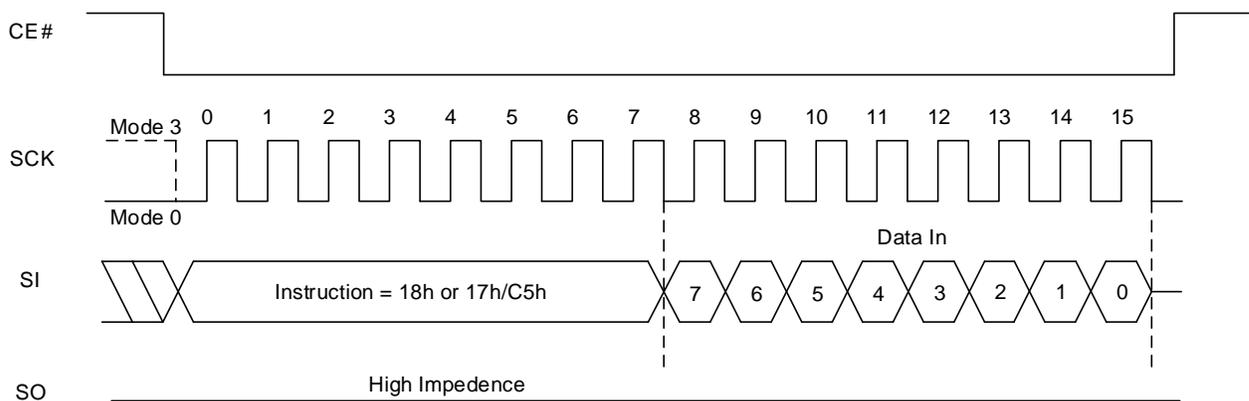 CE#
0 1 2 3 4 5 6 7 8 9 10 11 12 13 14 15
Mode 3
SCK
Mode 0
Data In
SI
Instruction = 18h or 17h/C5h
7 6 5 4 3 2 1 0
High Impedence
SO